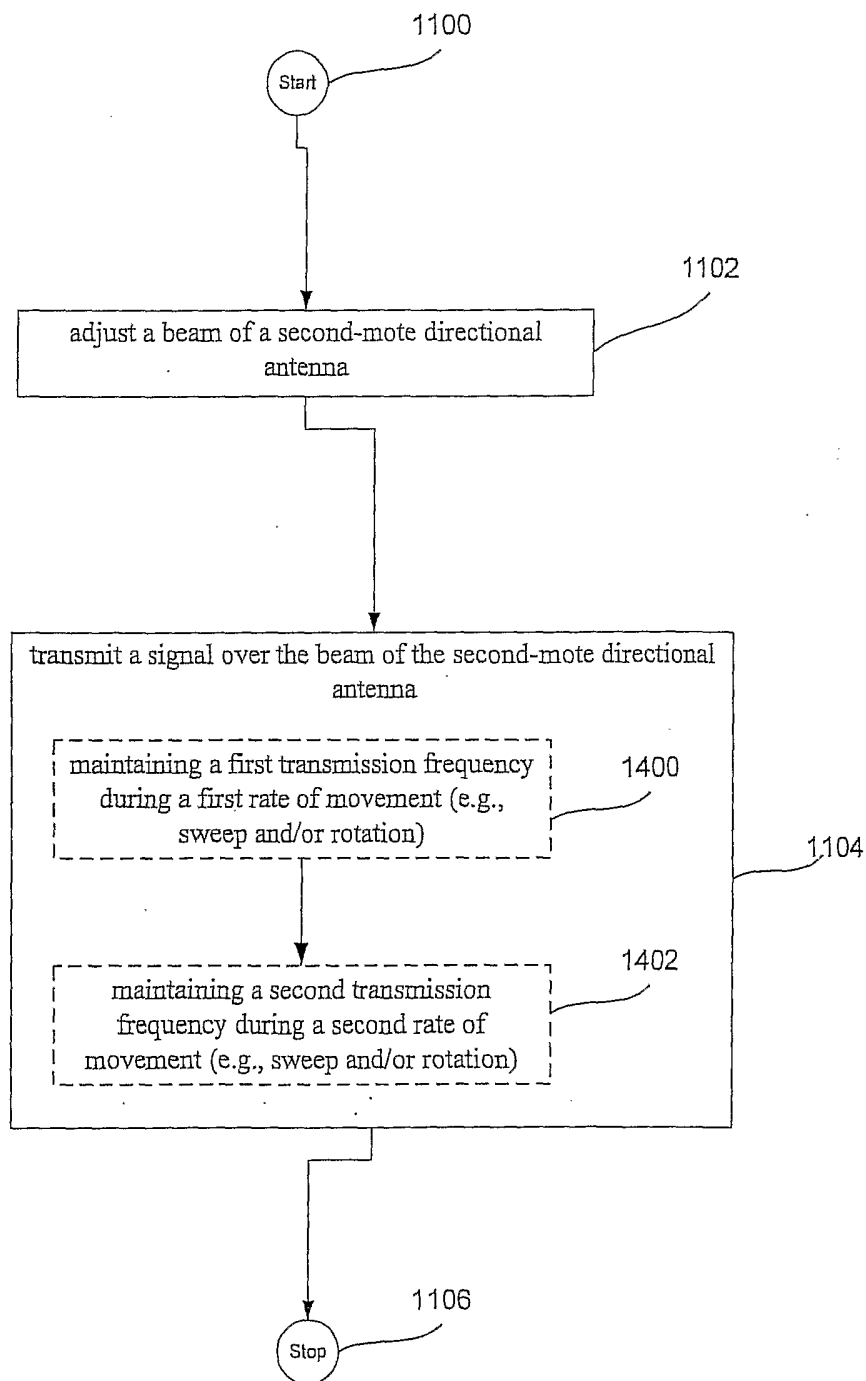 1100
Start
1102
adjust a beam of a second-mote directional
antenna
transmit a signal over the beam of the second-mote directional
antenna
maintaining a first transmission frequency
during a first rate of movement (e.g.,
sweep and/or rotation)
1400
1104
maintaining a second transmission
frequency during a second rate of
movement (e.g., sweep and/or rotation)
1402
1106
Stop